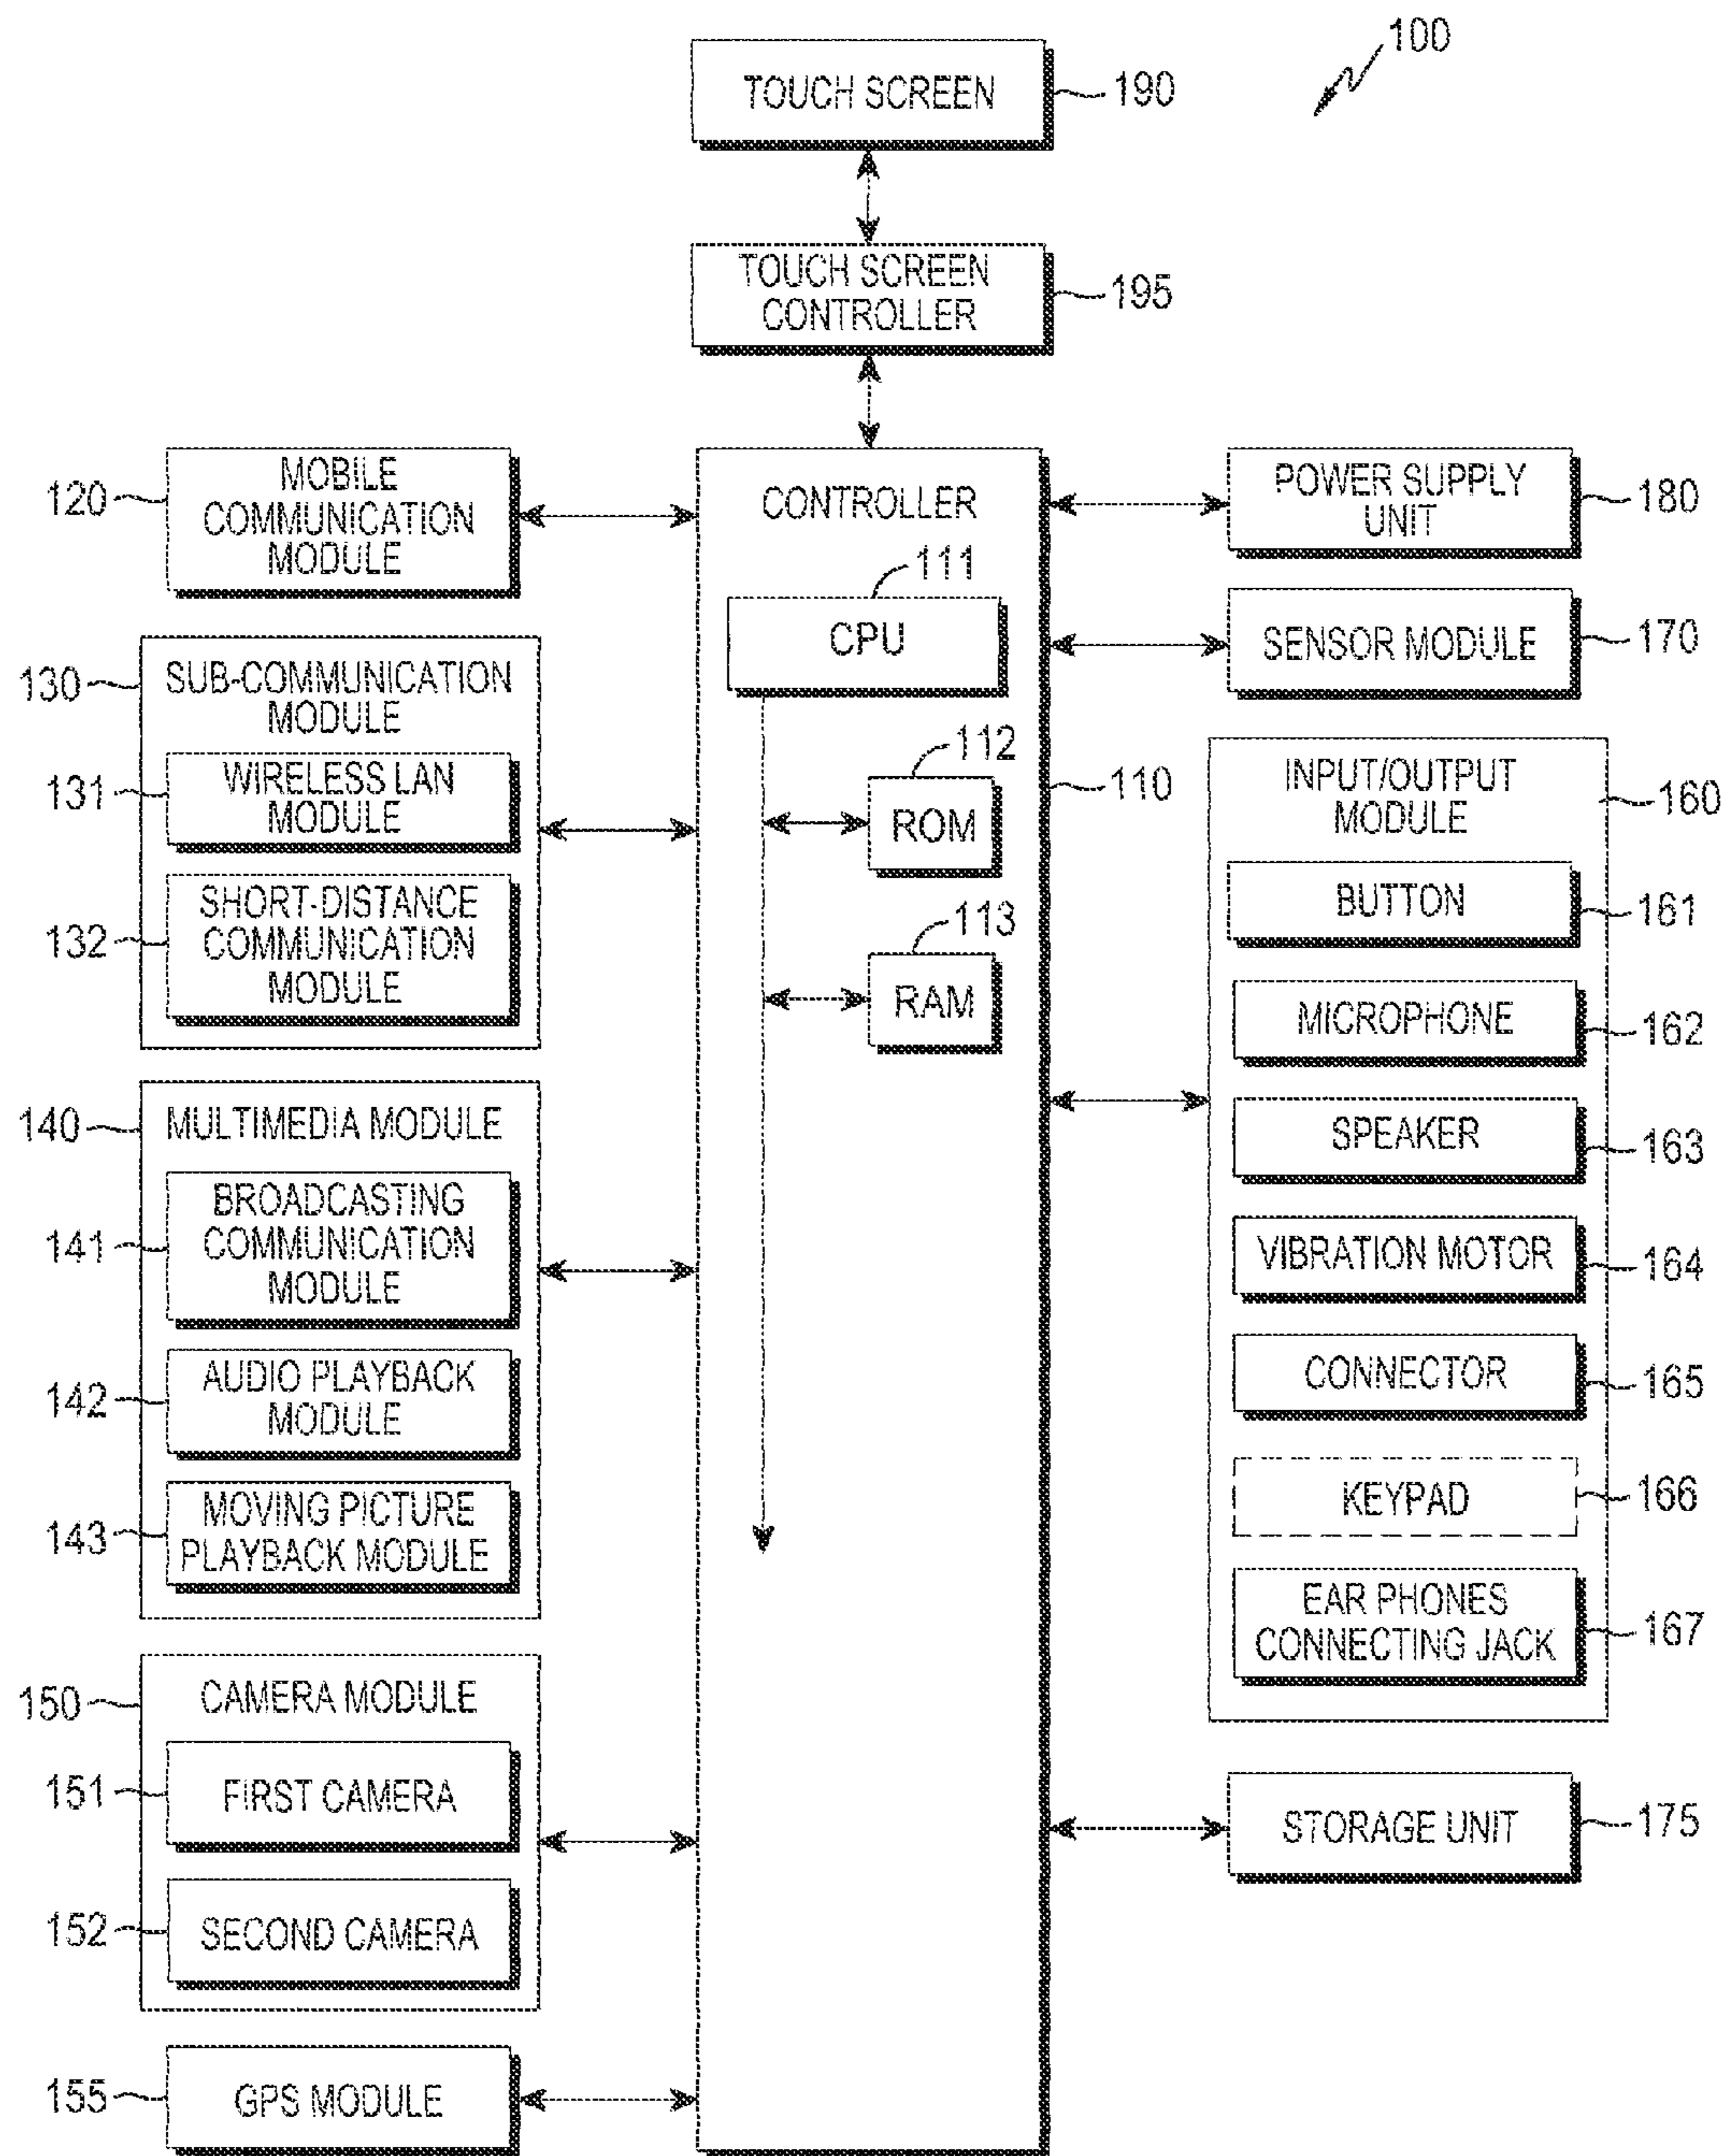 100
TOUCH SCREEN
190
TOUCH SCREEN
CONTROLLER
195
120
MOBILE
COMMUNICATION
MODULE
130
SUB-COMMUNICATION
MODULE
131
WIRELESS LAN
MODULE
132
SHORT-DISTANCE
COMMUNICATION
MODULE
140
MULTIMEDIA MODULE
141
BROADCASTING
COMMUNICATION
MODULE
142
AUDIO PLAYBACK
MODULE
143
MOVING PICTURE
PLAYBACK MODULE
150
CAMERA MODULE
151
FIRST CAMERA
152
SECOND CAMERA
155
GPS MODULE
CONTROLLER
111
CPU
112
ROM
113
RAM
110
POWER SUPPLY
UNIT
180
SENSOR MODULE
170
INPUT/OUTPUT
MODULE
160
BUTTON
161
MICROPHONE
162
SPEAKER
163
VIBRATION MOTOR
164
CONNECTOR
165
KEYPAD
166
EAR PHONES
CONNECTING JACK
167
STORAGE UNIT
175